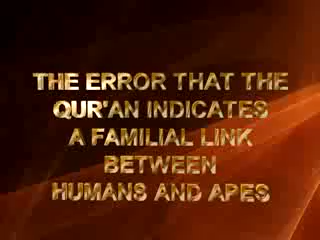 THE ERROR THAT THE
QUR'AN INDICATES
A FAMILIAL LINK
BETWEEN
HUMANS AND APES